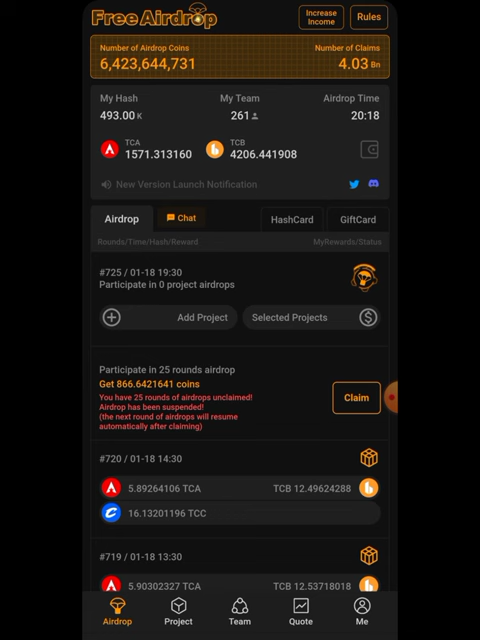 Free Airdrop
Increase Income
Rules
Number of Airdrop Coins
Number of Claims
6,423,644,731
4.03 Bn
My Hash
My Team
Airdrop Time
493.00 K
261
20:18
TCA
1571.313160
TCB
4206.441908
New Version Launch Notification
Airdrop
Chat
HashCard
GiftCard
Rounds/Time/Hash/Reward
MyRewards/Status
#725 / 01-18 19:30
Participate in 0 project airdrops
Add Project
Selected Projects
Participate in 25 rounds airdrop
Get 866.6421641 coins
You have 25 rounds of airdrops unclaimed!
Airdrop has been suspended!
(the next round of airdrops will resume
automatically after claiming)
Claim
#720 / 01-18 14:30
5.89264106 TCA
TCB 12.49624288
16.13201196 TCC
#719 / 01-18 13:30
5.90302327 TCA
TCB 12.53718018
Airdrop
Project
Team
Quote
Me